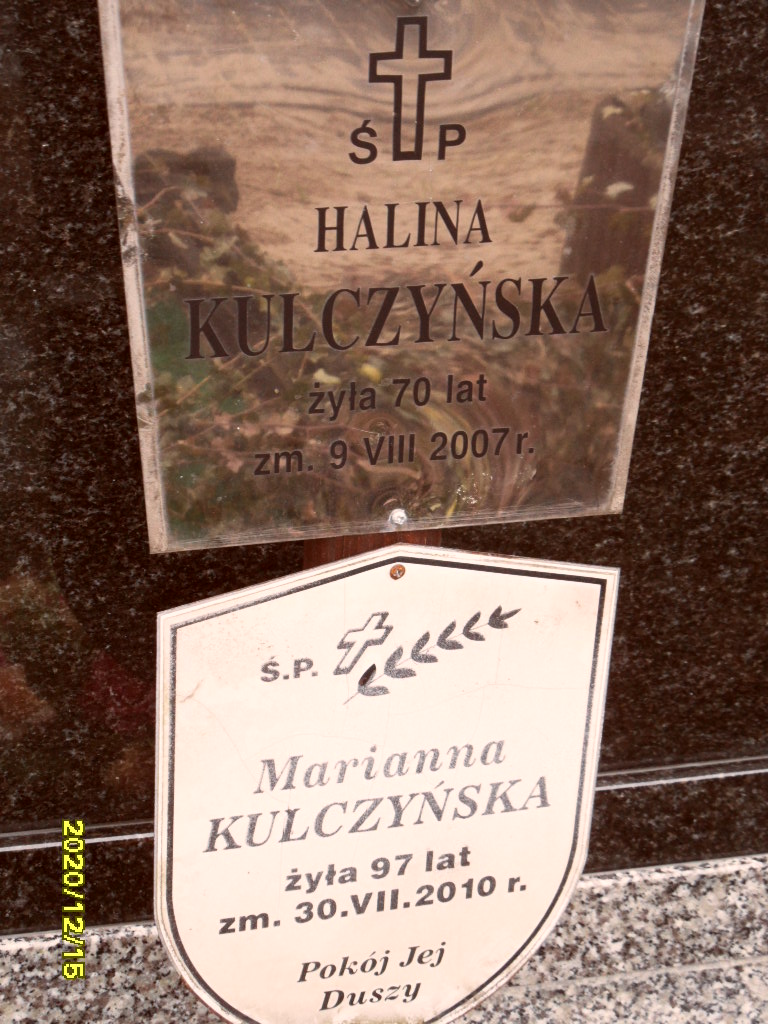 Ś P
HALINA
KULCZYŃSKA
żyła 70 lat
zm. 9 VIII 2007 r.
Ś.P.
Marianna
KULCZYŃSKA
żyła 97 lat
zm. 30.VII.2010 r.
Pokój Jej
Duszy
2020/12/15